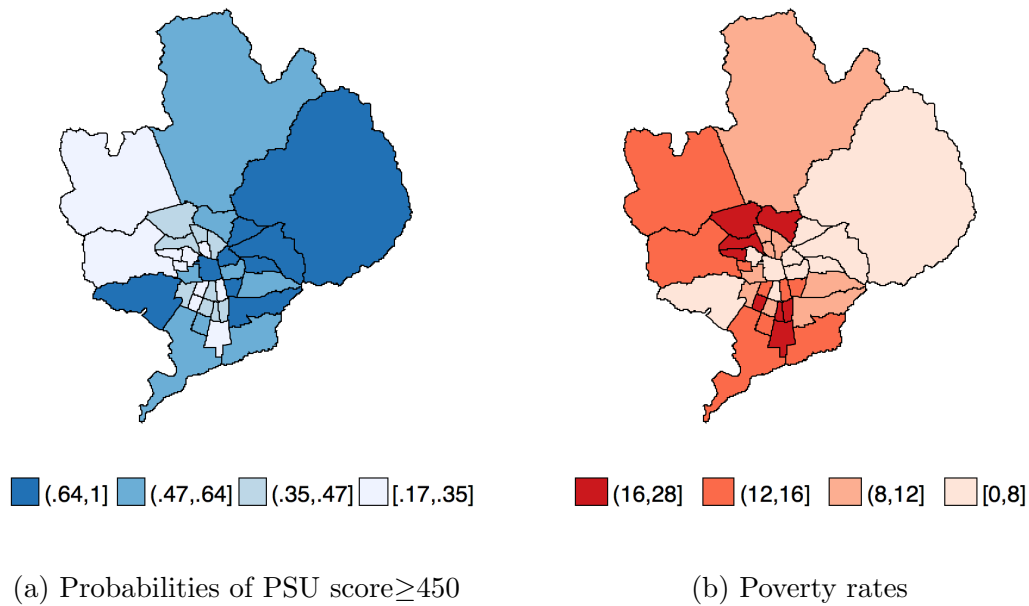 (.64,1] (.47,.64] (.35,.47] [.17,.35]
(16,28] (12,16] (8,12] [0,8]
(a) Probabilities of PSU score≥450
(b) Poverty rates